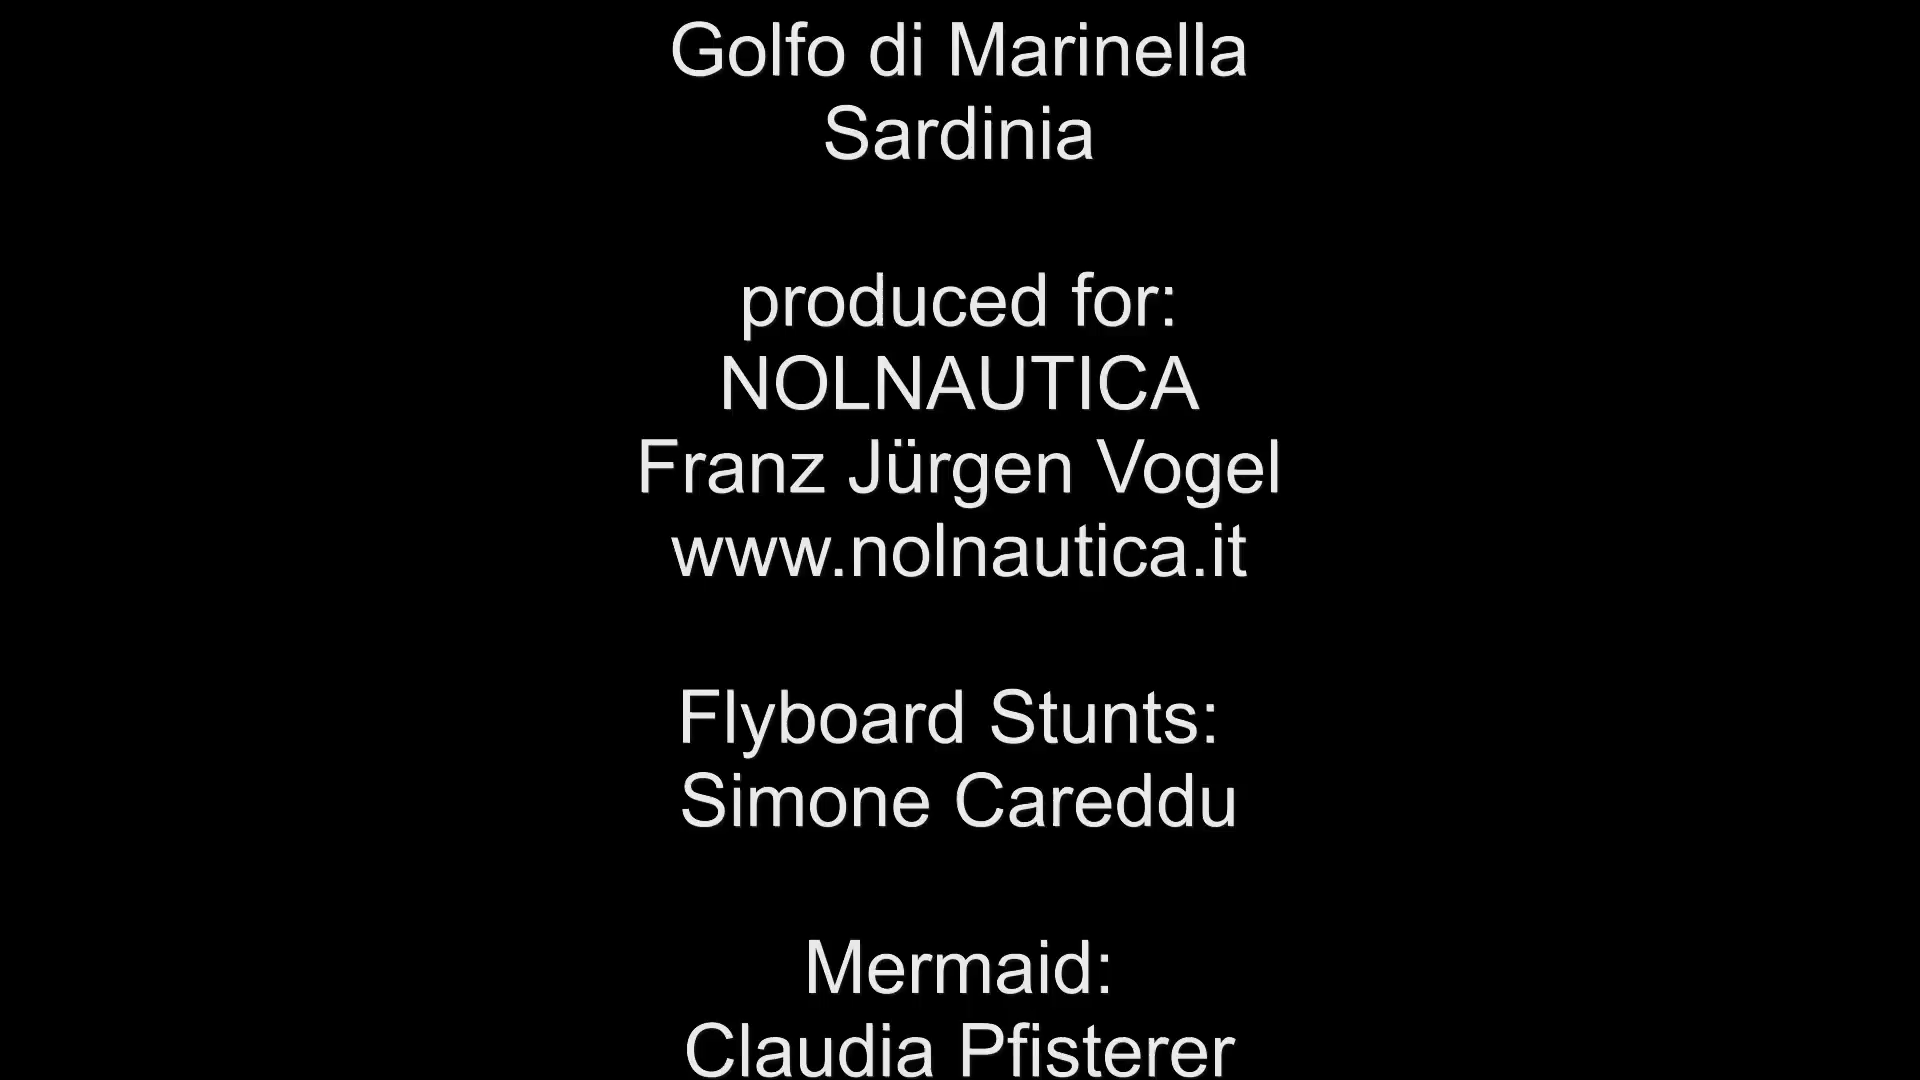 Golfo di Marinella
Sardinia
produced for:
NOLNAUTICA
Franz Jürgen Vogel
www.nolnautica.it
Flyboard Stunts:
Simone Careddu
Mermaid:
Claudia Pfisterer